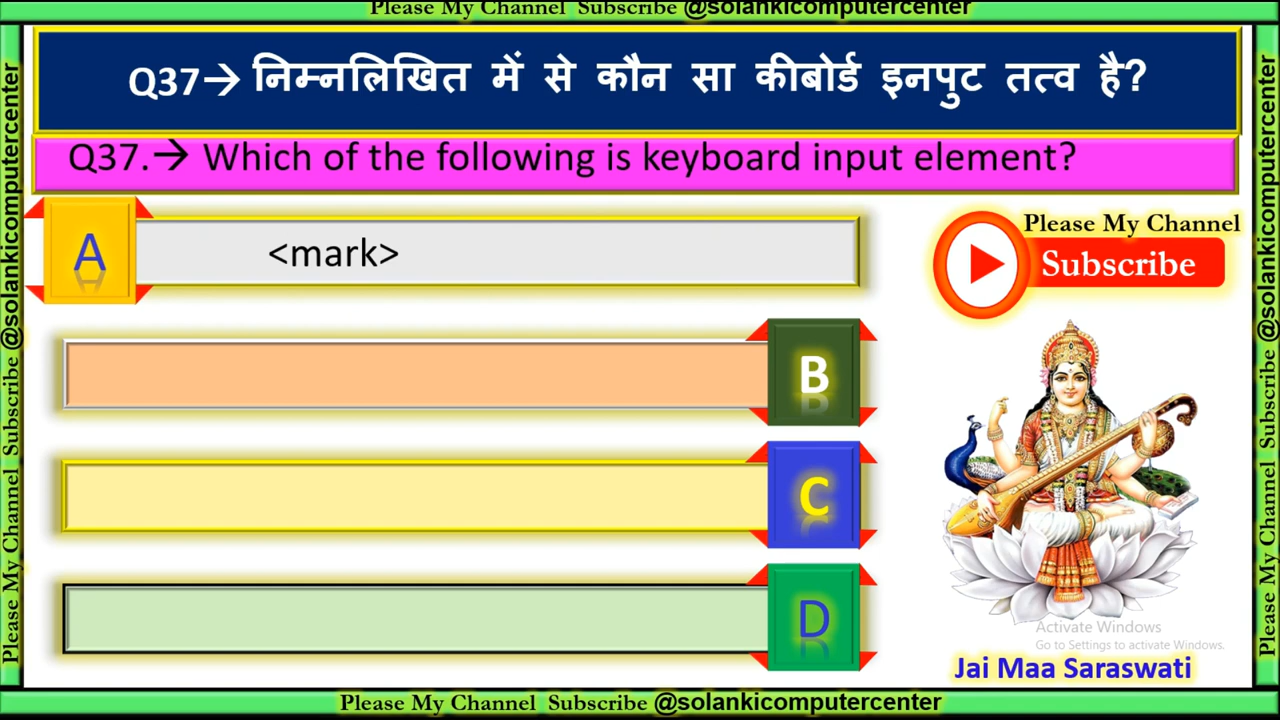 Please My Channel Subscribe @solankicomputercenter
Q37→ निम्नलिखित में से कौन सा कीबोर्ड इनपुट तत्व है?
Q37.→ Which of the following is keyboard input element?
A
<mark>
B
C
D
Please My Channel
Subscribe
Activate Windows
Go to Settings to activate Windows.
Jai Maa Saraswati
Please My Channel Subscribe @solankicomputercenter
Please My Channel Subscribe @solankicomputercenter
Please My Channel Subscribe @solankicomputercenter